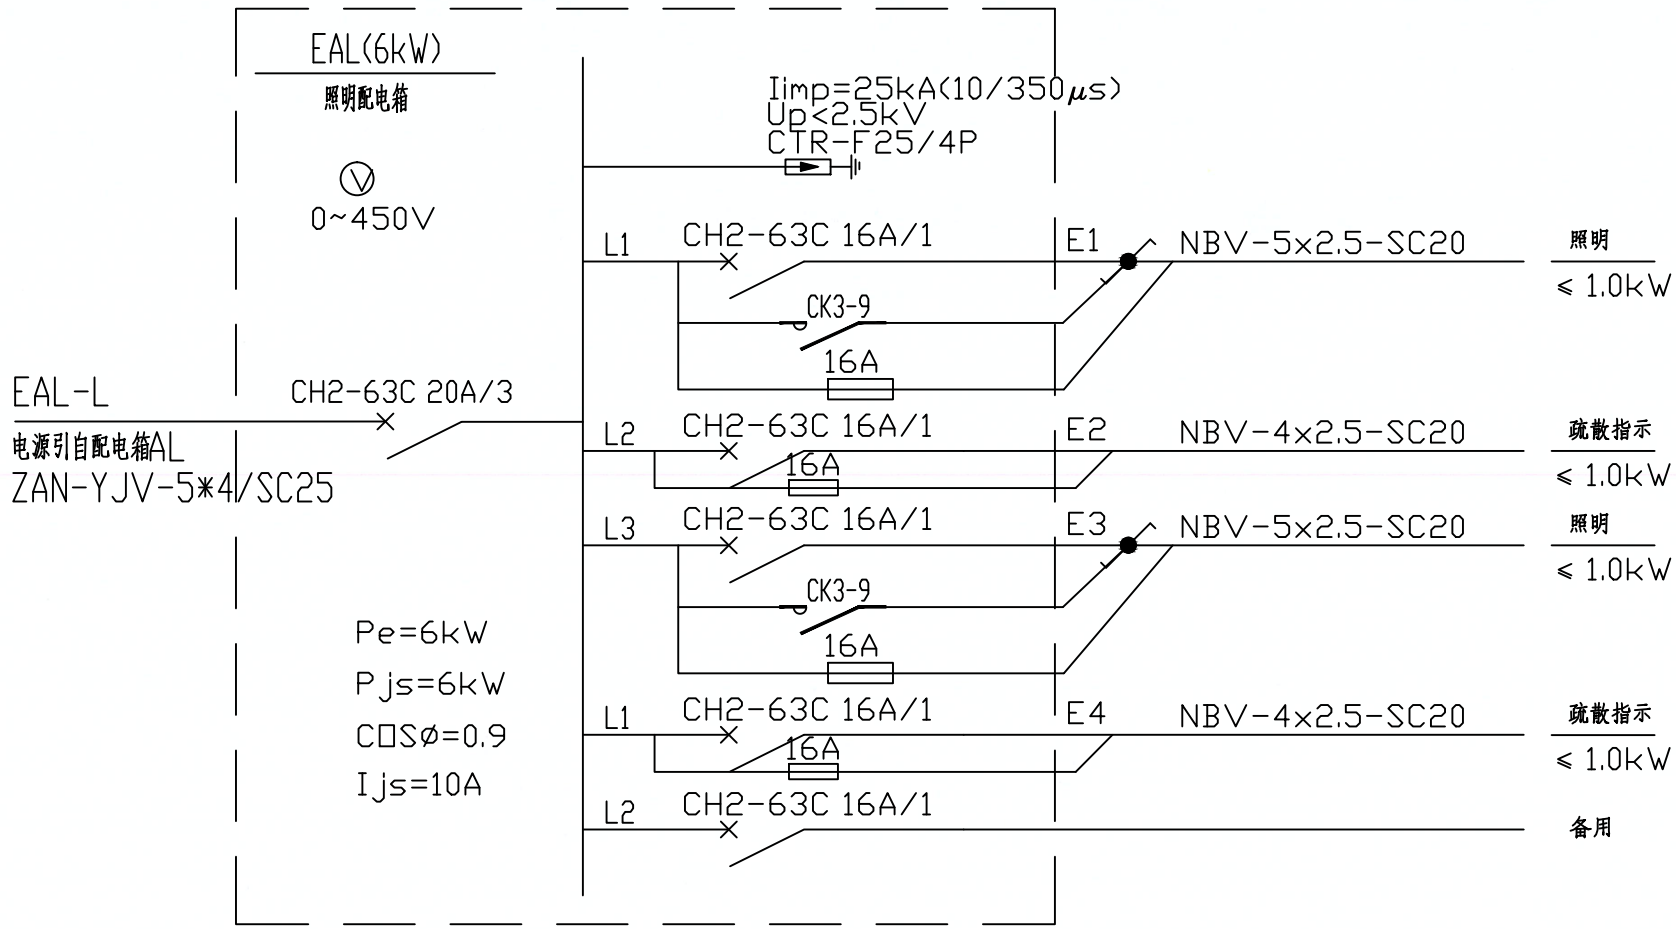 EAL(6kW)
照明配电箱
V
0~450V
Iimp=25kA(10/350μs)
Up<2.5kV
CTR-F25/4P
L1
CH2-63C 16A/1
E1
NBV-5x2.5-SC20
照明
≤ 1.0kW
CK3-9
16A
EAL-L
CH2-63C 20A/3
电源引自配电箱AL
ZAN-YJV-5*4/SC25
L2
CH2-63C 16A/1
E2
NBV-4x2.5-SC20
疏散指示
≤ 1.0kW
16A
L3
CH2-63C 16A/1
E3
NBV-5x2.5-SC20
照明
≤ 1.0kW
CK3-9
16A
Pe=6kW
Pjs=6kW
COSø=0.9
Ijs=10A
L1
CH2-63C 16A/1
E4
NBV-4x2.5-SC20
疏散指示
≤ 1.0kW
16A
L2
CH2-63C 16A/1
备用